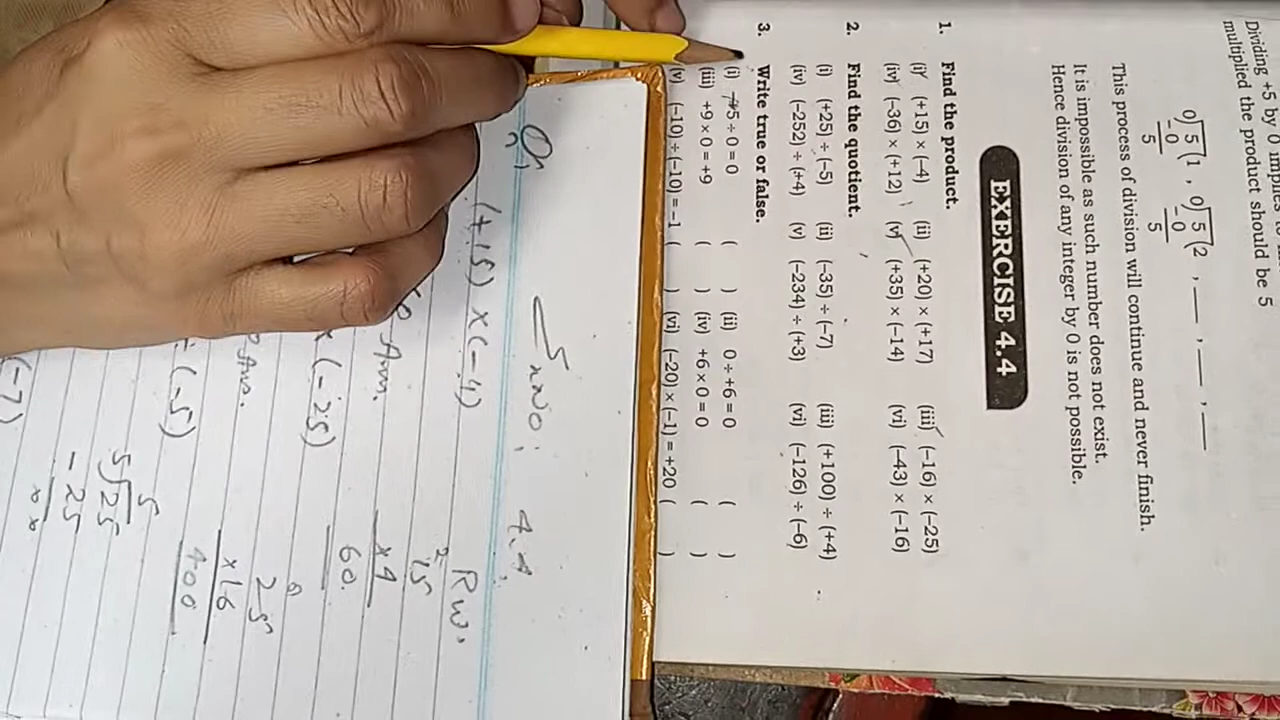 Dividing +5 by 0 implies
multiplied the product should be 5
0) 5 (1 , 0) 5 (2 , __ , __ , __
-0 -0
5 5
This process of division will continue and never finish.
It is impossible as such number does not exist.
Hence division of any integer by 0 is not possible.
EXERCISE 4.4
1. Find the product.
(i) (+15) × (–4) (ii) (+20) × (+17) (iii) (–16) × (–25)
(iv) (–36) × (+12) (v) (+35) × (–14) (vi) (–43) × (–16)
2. Find the quotient.
(i) (+25) ÷ (–5) (ii) (–35) ÷ (–7) (iii) (+100) ÷ (+4)
(iv) (–252) ÷ (+4) (v) (–234) ÷ (+3) (vi) (–126) ÷ (–6)
3. Write true or false.
(i) +5 ÷ 0 = 0 ( ) (ii) 0 ÷ +6 = 0 ( )
(iii) +9 × 0 = +9 ( ) (iv) +6 × 0 = 0 ( )
(v) (–10) ÷ (–10) = –1 ( ) (vi) (–20) × (–1) = +20 ( )
4.4
(+15) × (-4) Rw.
15
×4
Ans. 60
× (-25)
25
Ans. ×16
400
(-5)
5
5) 25
-25
××
(-7)